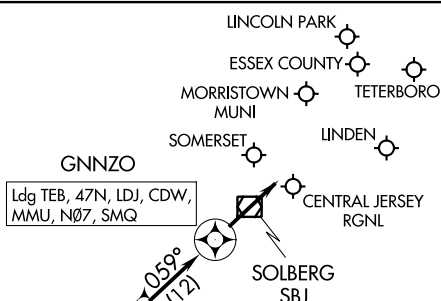 LINCOLN PARK
ESSEX COUNTY
TETERBORO
MORRISTOWN
MUNI
SOMERSET
LINDEN
GNNZO
Ldg TEB, 47N, LDJ, CDW,
MMU, NØ7, SMQ
CENTRAL JERSEY
RGNL
059°
(12)
SOLBERG
SBJ